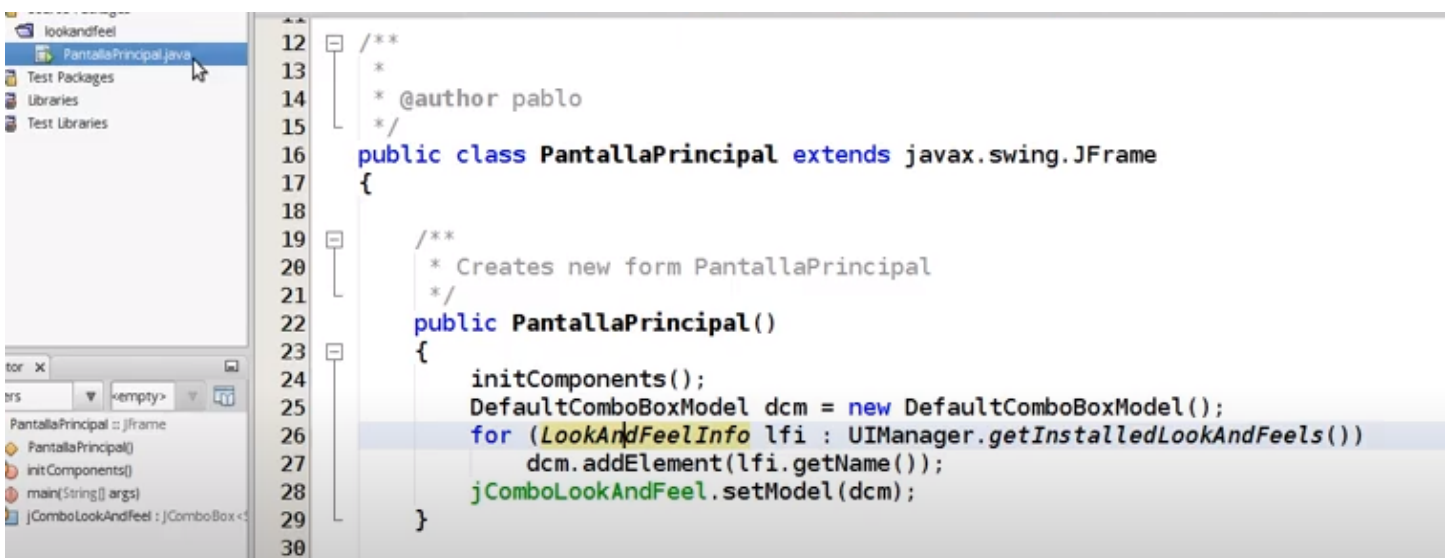 lookandfeel
PantallaPrincipal.java
Test Packages
Libraries
Test Libraries
tor x
<empty>
PantallaPrincipal :: JFrame
PantallaPrincipal()
initComponents()
main(String[] args)
jComboLookAndFeel : JComboBox<S
12 /**
13 *
14 * @author pablo
15 */
16 public class PantallaPrincipal extends javax.swing.JFrame
17 {
18
19 /**
20 * Creates new form PantallaPrincipal
21 */
22 public PantallaPrincipal()
23 {
24 initComponents();
25 DefaultComboBoxModel dcm = new DefaultComboBoxModel();
26 for (LookAndFeelInfo lfi : UIManager.getInstalledLookAndFeels())
27 dcm.addElement(lfi.getName());
28 jComboLookAndFeel.setModel(dcm);
29 }
30